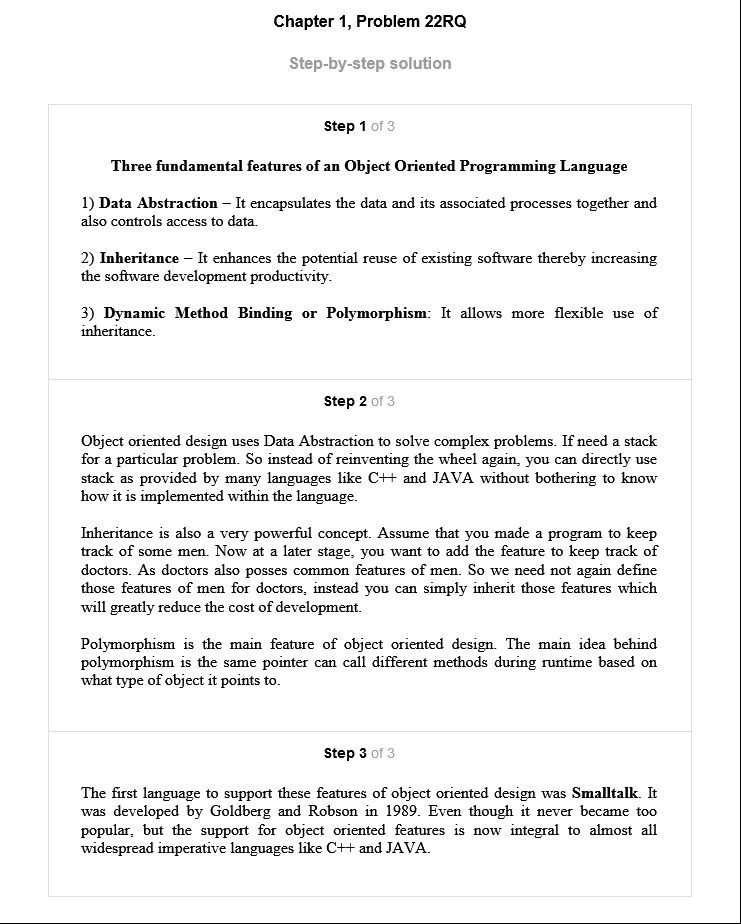 Chapter 1, Problem 22RQ
Step-by-step solution
Step 1 of 3
Three fundamental features of an Object Oriented Programming Language
1) Data Abstraction – It encapsulates the data and its associated processes together and
also controls access to data.
2) Inheritance – It enhances the potential reuse of existing software thereby increasing
the software development productivity.
3) Dynamic Method Binding or Polymorphism: It allows more flexible use of
inheritance.
Step 2 of 3
Object oriented design uses Data Abstraction to solve complex problems. If need a stack
for a particular problem. So instead of reinventing the wheel again, you can directly use
stack as provided by many languages like C++ and JAVA without bothering to know
how it is implemented within the language.
Inheritance is also a very powerful concept. Assume that you made a program to keep
track of some men. Now at a later stage, you want to add the feature to keep track of
doctors. As doctors also posses common features of men. So we need not again define
those features of men for doctors, instead you can simply inherit those features which
will greatly reduce the cost of development.
Polymorphism is the main feature of object oriented design. The main idea behind
polymorphism is the same pointer can call different methods during runtime based on
what type of object it points to.
Step 3 of 3
The first language to support these features of object oriented design was Smalltalk. It
was developed by Goldberg and Robson in 1989. Even though it never became too
popular, but the support for object oriented features is now integral to almost all
widespread imperative languages like C++ and JAVA.